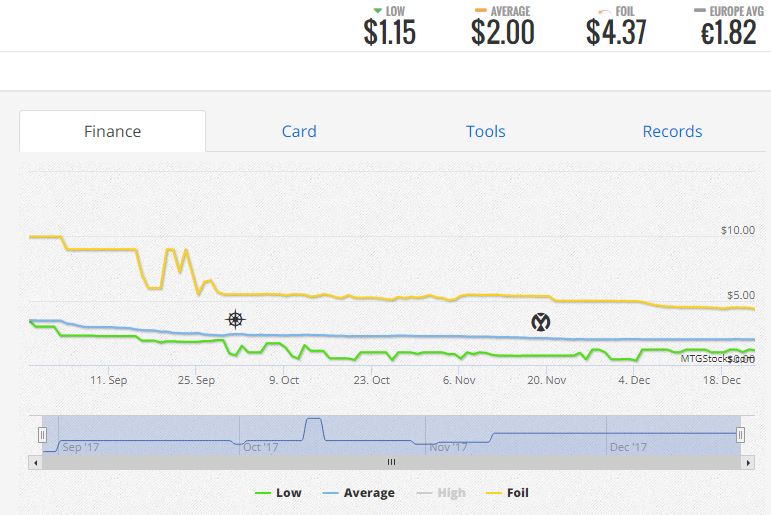 LOW AVERAGE FOIL EUROPE AVG
$1.15 $2.00 $4.37 €1.82
Finance Card Tools Records
$10.00
$5.00
MTGStocks.com
$0.00
11. Sep 25. Sep 9. Oct 23. Oct 6. Nov 20. Nov 4. Dec 18. Dec
Sep '17 Oct '17 Nov '17 Dec '17
Low Average High Foil